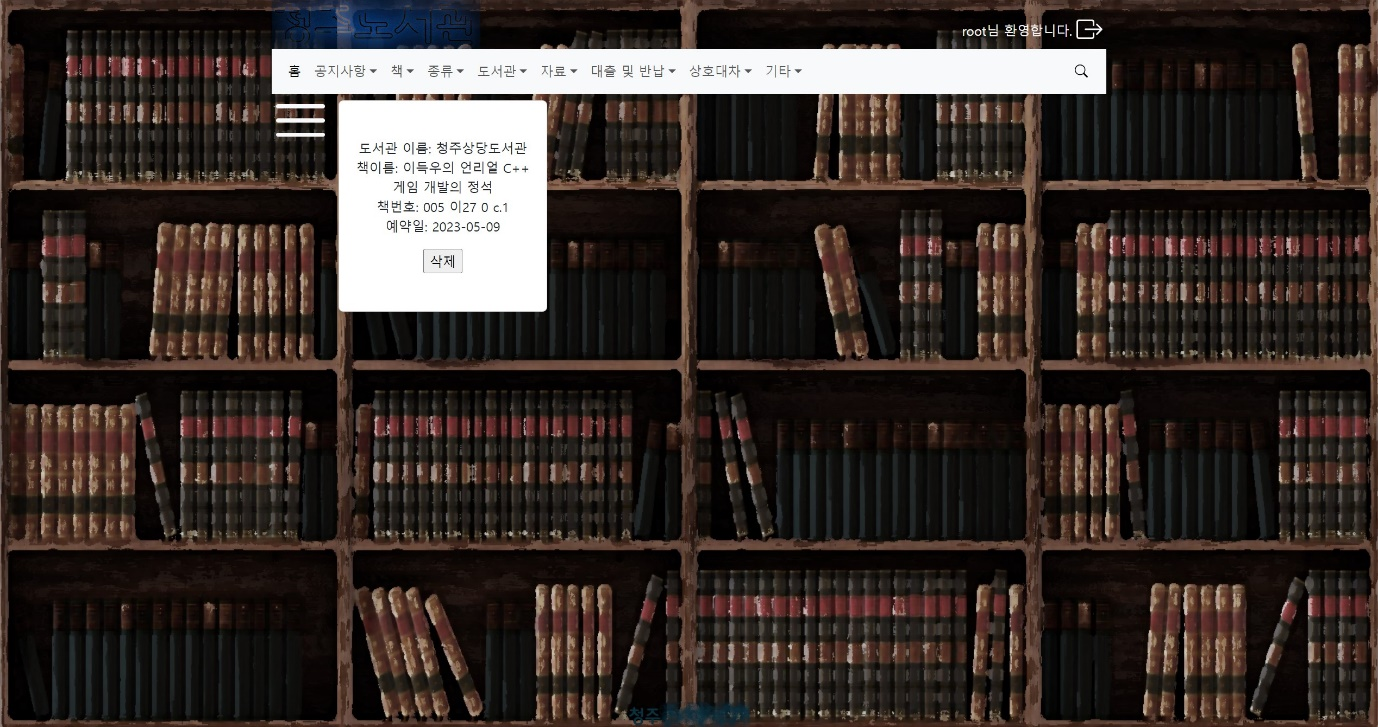 청주도서관
root님 환영합니다.
홈 공지사항 책 종류 도서관 자료 대출 및 반납 상호대차 기타
도서관 이름: 청주상당도서관
책이름: 이득우의 언리얼 C++
게임 개발의 정석
책번호: 005 이27 0 c.1
예약일: 2023-05-09
삭제
청주